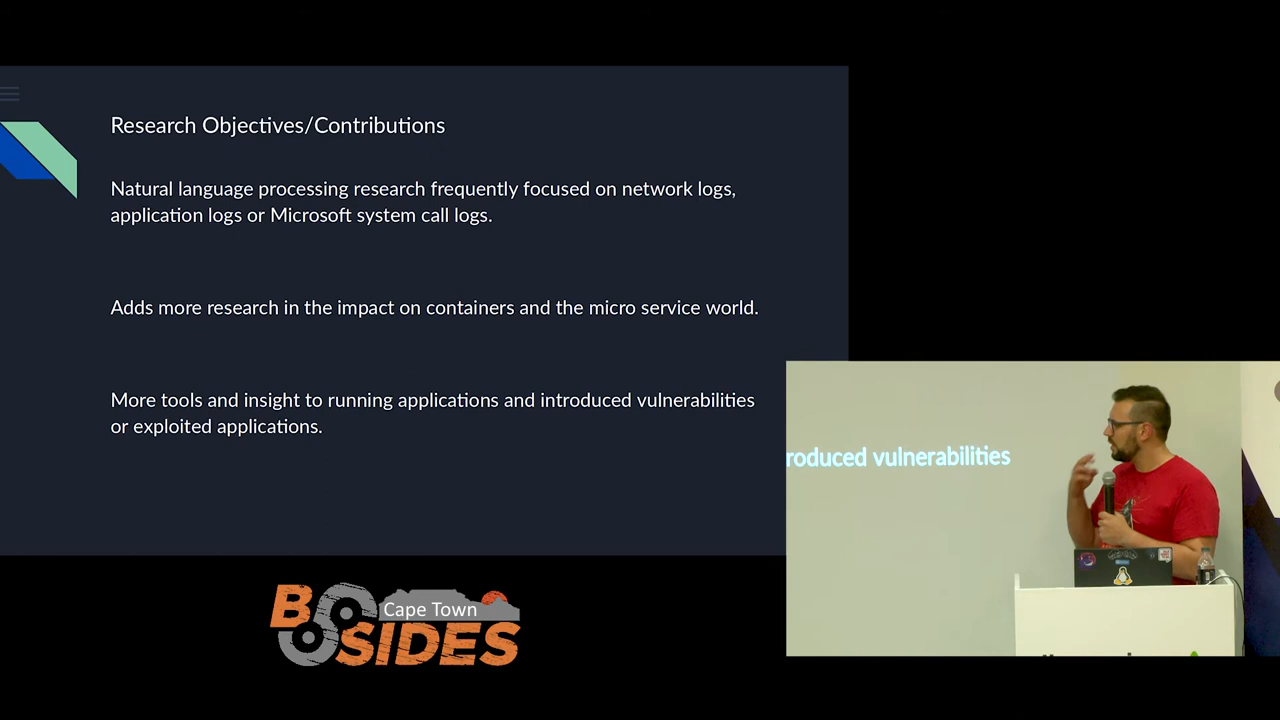 Research Objectives/Contributions
Natural language processing research frequently focused on network logs,
application logs or Microsoft system call logs.
Adds more research in the impact on containers and the micro service world.
More tools and insight to running applications and introduced vulnerabilities
or exploited applications.
roduced vulnerabilities
Cape Town
BSIDES